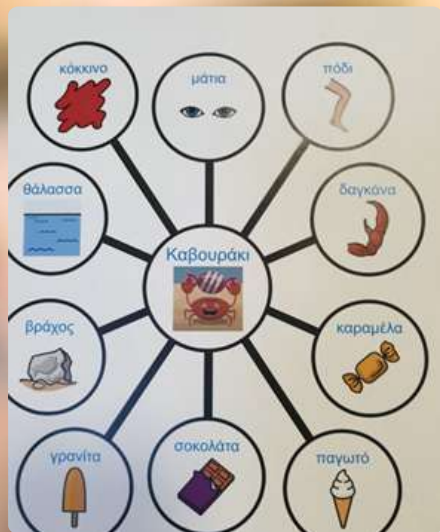 κόκκινο
μάτια
πόδι
θάλασσα
δαγκάνα
Καβουράκι
βράχος
καραμέλα
γρανίτα
σοκολάτα
παγωτό